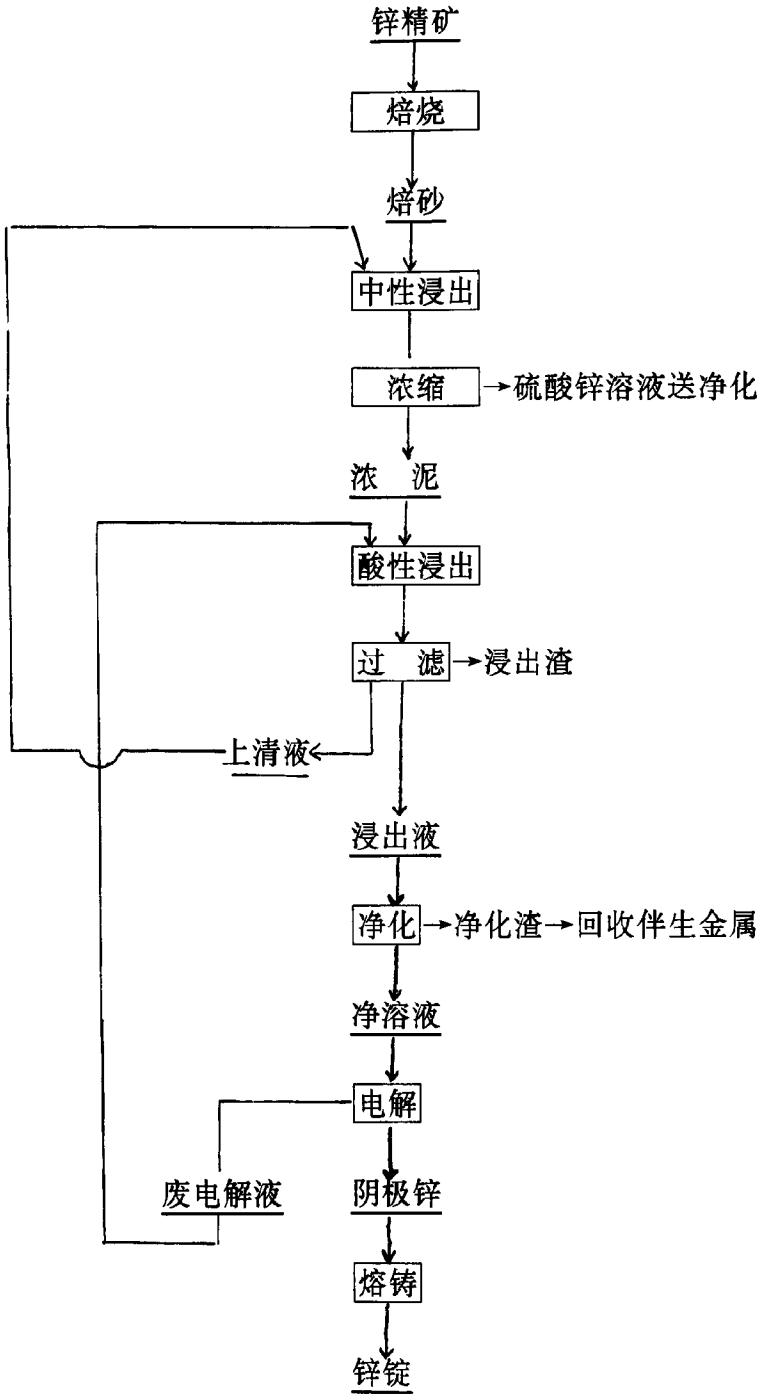 锌精矿
焙烧
焙砂
中性浸出
浓缩→硫酸锌溶液送净化
浓 泥
酸性浸出
过 滤→浸出渣
上清液
浸出液
净化→净化渣→回收伴生金属
净溶液
电解
废电解液 阴极锌
熔铸
锌锭